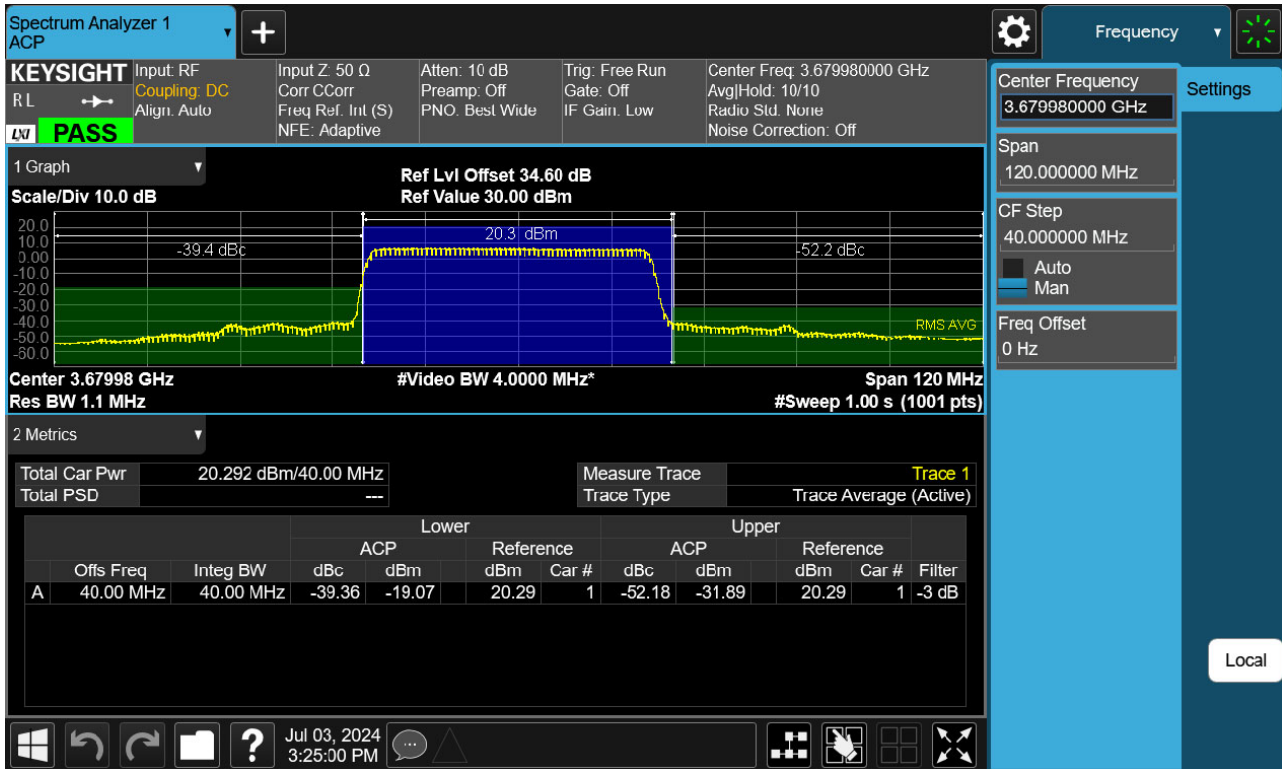 Spectrum Analyzer 1
ACP
+
Frequency
KEYSIGHT
R L
LXI
PASS
Input: RF
Coupling: DC
Align: Auto
Input Z: 50 Ω
Corr CCorr
Freq Ref: Int (S)
NFE: Adaptive
Atten: 10 dB
Preamp: Off
PNO: Best Wide
Trig: Free Run
Gate: Off
IF Gain: Low
Center Freq: 3.679980000 GHz
Avg|Hold: 10/10
Radio Std: None
Noise Correction: Off
Center Frequency
3.679980000 GHz
Settings
Span
120.000000 MHz
CF Step
40.000000 MHz
Auto
Man
Freq Offset
0 Hz
Local
1 Graph
Scale/Div 10.0 dB
Ref Lvl Offset 34.60 dB
Ref Value 30.00 dBm
20.0
10.0
0.00
-10.0
-20.0
-30.0
-40.0
-50.0
-60.0
-39.4 dBc
20.3 dBm
-52.2 dBc
RMS AVG
Center 3.67998 GHz #Video BW 4.0000 MHz* Span 120 MHz
Res BW 1.1 MHz #Sweep 1.00 s (1001 pts)
2 Metrics
Total Car Pwr 20.292 dBm/40.00 MHz Measure Trace Trace 1
Total PSD --- Trace Type Trace Average (Active)
Lower Upper
ACP Reference ACP Reference
Offs Freq Integ BW dBc dBm dBm Car # dBc dBm dBm Car # Filter
A 40.00 MHz 40.00 MHz -39.36 -19.07 20.29 1 -52.18 -31.89 20.29 1 -3 dB
?
Jul 03, 2024
3:25:00 PM